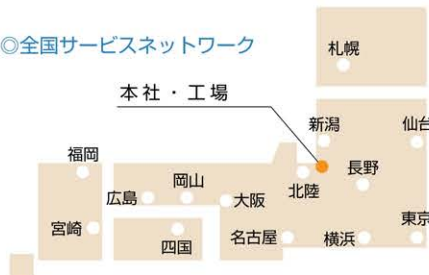 ◎全国サービスネットワーク
札幌
本社・工場
新潟
仙台
福岡
長野
岡山
北陸
広島
大阪
宮崎
四国
名古屋
横浜
東京